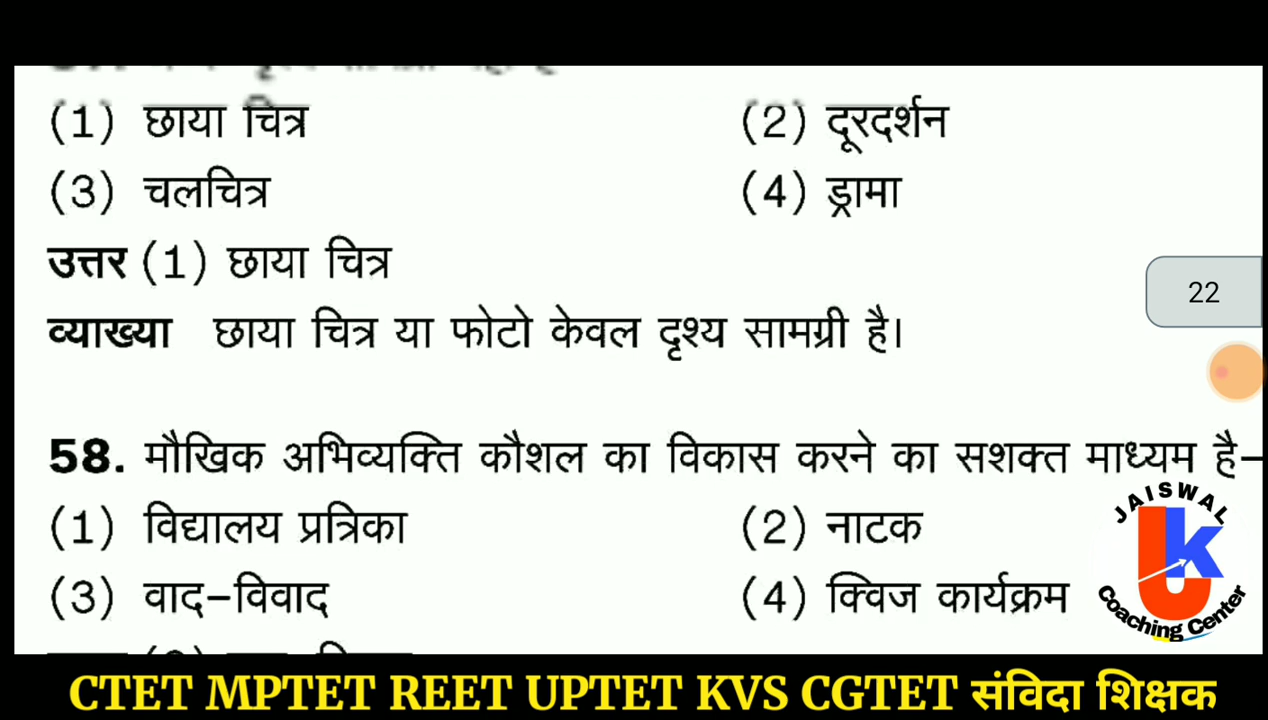 (1) छाया चित्र (2) दूरदर्शन
(3) चलचित्र (4) ड्रामा
उत्तर (1) छाया चित्र
22
व्याख्या छाया चित्र या फोटो केवल दृश्य सामग्री है।
58. मौखिक अभिव्यक्ति कौशल का विकास करने का सशक्त माध्यम है–
(1) विद्यालय प्रत्रिका (2) नाटक
(3) वाद–विवाद (4) क्विज कार्यक्रम
JAISWAL
UK
Coaching Center
CTET MPTET REET UPTET KVS CGTET संविदा शिक्षक